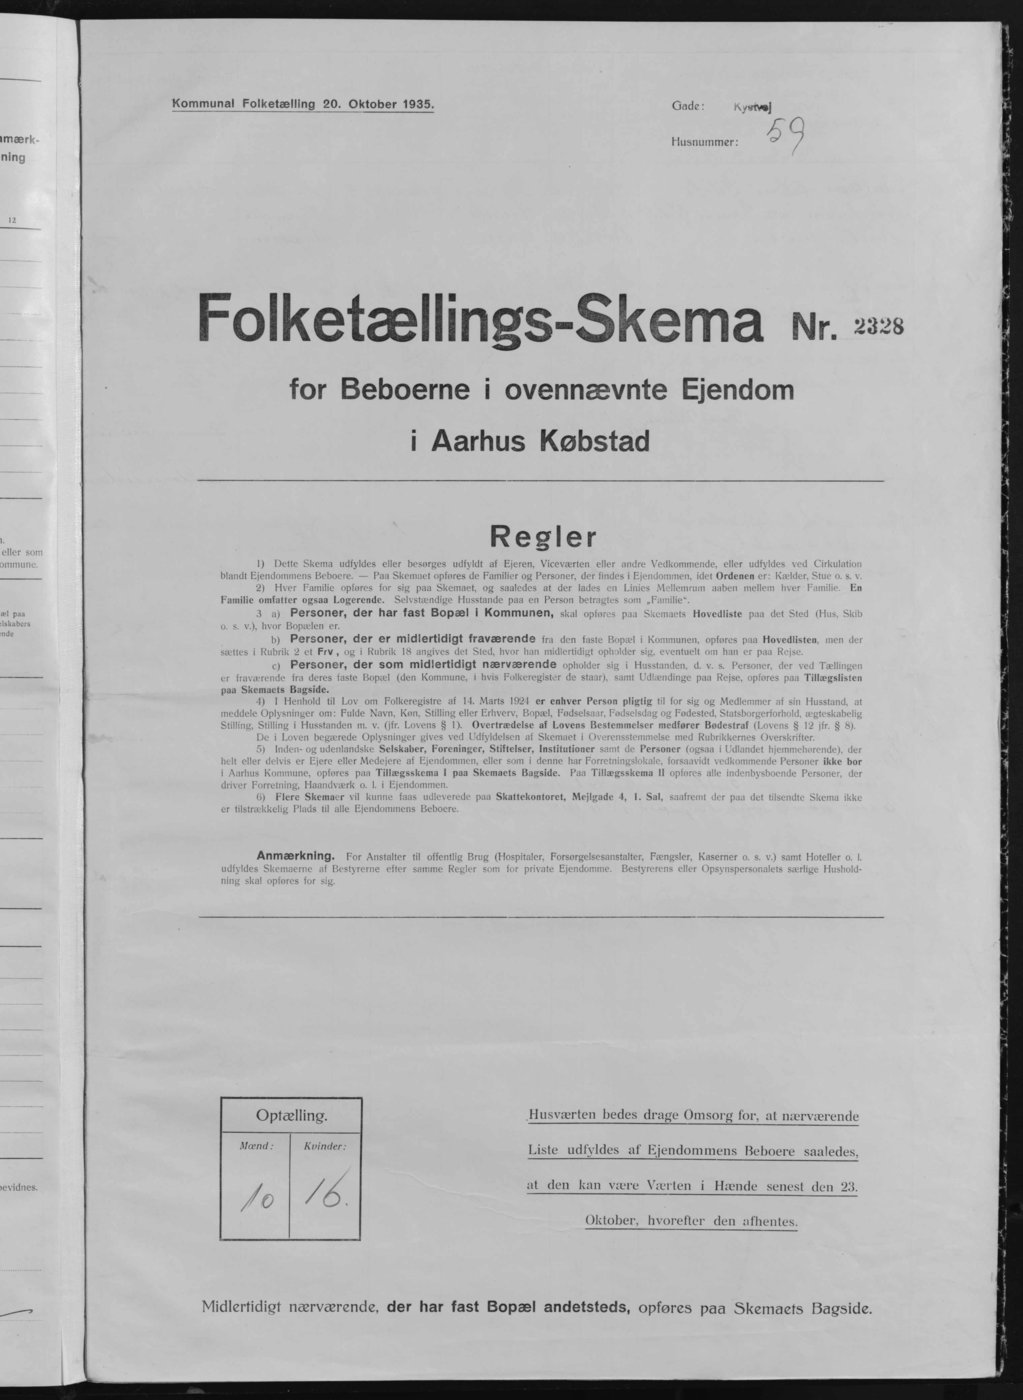 Kommunal Folketælling 20. Oktober 1935.
Gade: Kystvej
Husnummer: 59
mærk-
ning
12
Folketællings-Skema Nr. 2328
for Beboerne i ovennævnte Ejendom
i Aarhus Købstad
Regler
1) Dette Skema udfyldes eller besørges udfyldt af Ejeren, Viceværten eller andre Vedkommende, eller udfyldes ved Cirkulation
blandt Ejendommens Beboere. — Paa Skemaet opføres de Familier og Personer, der findes i Ejendommen, idet Ordenen er: Kælder, Stue o. s. v.
2) Hver Familie opføres for sig paa Skemaet, og saaledes at der lades en Linies Mellemrum aaben mellem hver Familie. En
Familie omfatter ogsaa Logerende. Selvstændige Husstande paa en Person betragtes som „Familie“.
3 a) Personer, der har fast Bopæl i Kommunen, skal opføres paa Skemaets Hovedliste paa det Sted (Hus, Skib
o. s. v.), hvor Bopælen er.
b) Personer, der er midlertidigt fraværende fra den faste Bopæl i Kommunen, opføres paa Hovedlisten, men der
sættes i Rubrik 2 et Frv, og i Rubrik 18 angives det Sted, hvor han midlertidigt opholder sig, eventuelt om han er paa Rejse.
c) Personer, der som midlertidigt nærværende opholder sig i Husstanden, d. v. s. Personer, der ved Tællingen
er fraværende fra deres faste Bopæl (den Kommune, i hvis Folkeregister de staar), samt Udlændinge paa Rejse, opføres paa Tillægslisten
paa Skemaets Bagside.
4) I Henhold til Lov om Folkeregistre af 14. Marts 1924 er enhver Person pligtig til for sig og Medlemmer af sin Husstand, at
meddele Oplysninger om: Fulde Navn, Køn, Stilling eller Erhverv, Bopæl, Fødselsaar, Fødselsdag og Fødested, Statsborgerforhold, ægteskabelig
Stilling, Stilling i Husstanden m. v. (jfr. Lovens § 1). Overtrædelse af Lovens Bestemmelser medfører Bødestraf (Lovens § 12 jfr. § 8).
De i Loven begærede Oplysninger gives ved Udfyldelsen af Skemaet i Overensstemmelse med Rubrikkernes Overskrifter.
5) Inden- og udenlandske Selskaber, Foreninger, Stiftelser, Institutioner samt de Personer (ogsaa i Udlandet hjemmehørende), der
helt eller delvis er Ejere eller Medejere af Ejendommen, eller som i denne har Forretningslokale, forsaavidt vedkommende Personer ikke bor
i Aarhus Kommune, opføres paa Tillægsskema I paa Skemaets Bagside. Paa Tillægsskema II opføres alle indenbysboende Personer, der
driver Forretning, Haandværk o. l. i Ejendommen.
6) Flere Skemaer vil kunne faas udleverede paa Skattekontoret, Mejlgade 4, 1. Sal, saafremt der paa det tilsendte Skema ikke
er tilstrækkelig Plads til alle Ejendommens Beboere.
eller som
ommune.
æl paa
elskabers
ende
Anmærkning. For Anstalter til offentlig Brug (Hospitaler, Forsørgelsesanstalter, Fængsler, Kaserner o. s. v.) samt Hoteller o. l.
udfyldes Skemaerne af Bestyrerne efter samme Regler som for private Ejendomme. Bestyrerens eller Opsynspersonalets særlige Hushold-
ning skal opføres for sig.
Optælling.
Mænd: Kvinder:
10 16.
Husværten bedes drage Omsorg for, at nærværende
Liste udfyldes af Ejendommens Beboere saaledes,
at den kan være Værten i Hænde senest den 23.
Oktober, hvorefter den afhentes.
evidnes.
Midlertidigt nærværende, der har fast Bopæl andetsteds, opføres paa Skemaets Bagside.